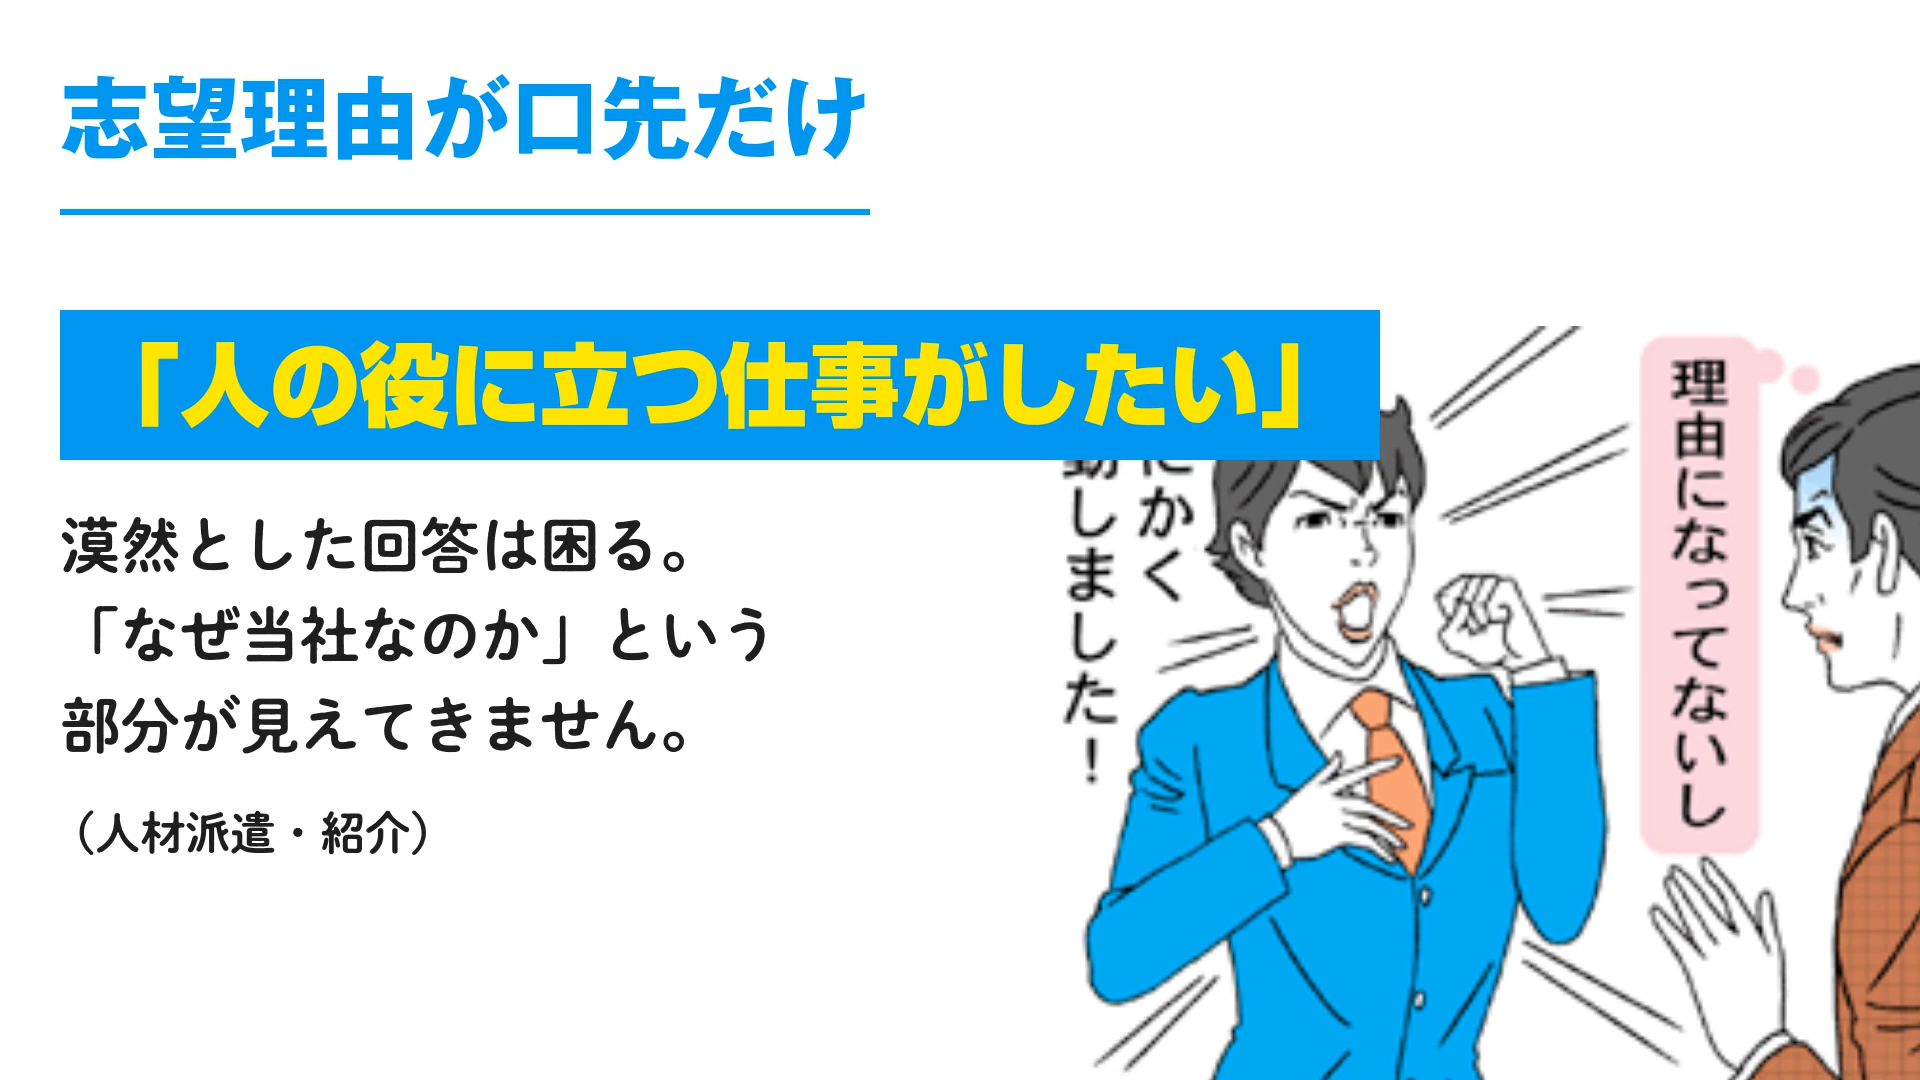 志望理由が口先だけ
「人の役に立つ仕事がしたい」
漠然とした回答は困る。
「なぜ当社なのか」という
部分が見えてきません。
（人材派遣・紹介）
にかく
動しました！
理由になってないし